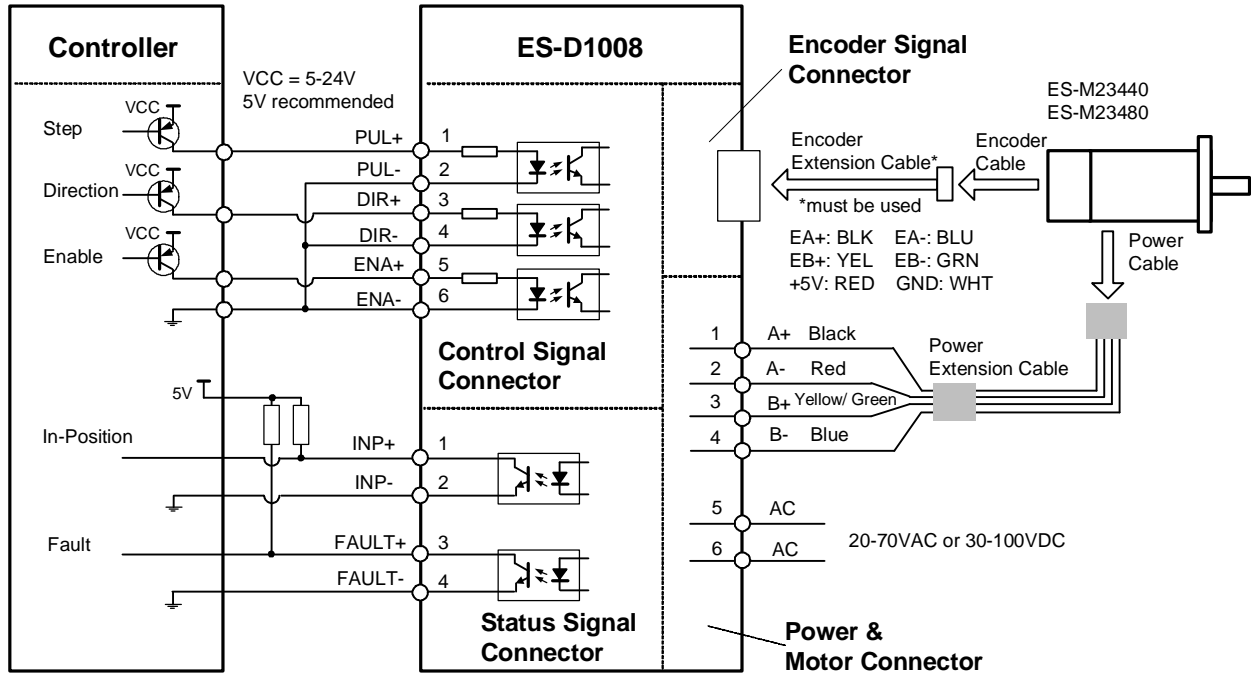 Controller
ES-D1008
Encoder Signal
Connector
VCC = 5-24V
5V recommended
ES-M23440
ES-M23480
VCC
Step
PUL+
1
PUL-
2
VCC
Direction
DIR+
3
DIR-
4
VCC
Enable
ENA+
5
ENA-
6
Encoder
Extension Cable*
Encoder
Cable
*must be used
EA+: BLK EA-: BLU
EB+: YEL EB-: GRN
+5V: RED GND: WHT
Power
Cable
Control Signal
Connector
1
A+ Black
2
A- Red
3
B+ Yellow/ Green
4
B- Blue
Power
Extension Cable
5V
In-Position
INP+
1
INP-
2
5
AC
6
AC
20-70VAC or 30-100VDC
Fault
FAULT+
3
FAULT-
4
Status Signal
Connector
Power &
Motor Connector